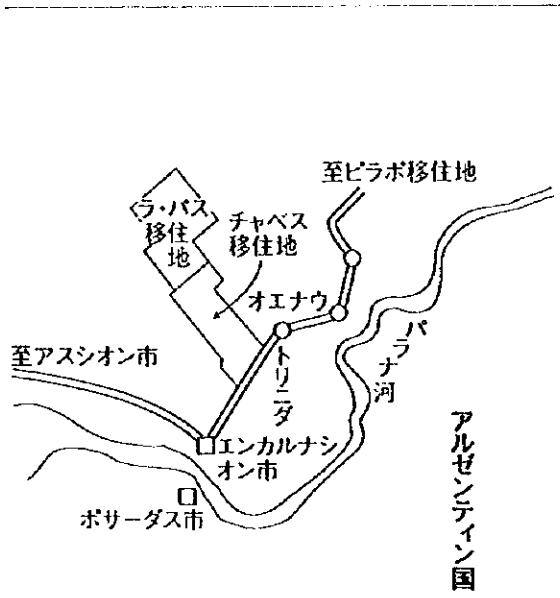 至ピラポ移住地
ラ・パス
移住
地
チャベス
移住地
オエナウ
トリニダ
パラナ河
至アスシオン市
エンカルナシ
オン市
ポサーダス市
アルゼンティン国